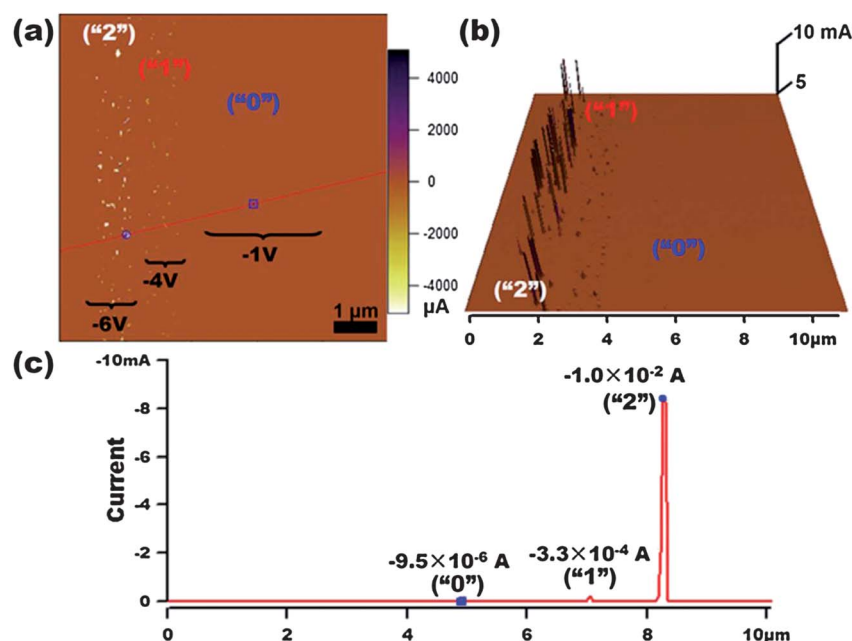 (a)
("2")
("1")
("0")
-1V
-4V
-6V
1 μm
4000
2000
0
-2000
-4000
μA
(b)
10 mA
5
("1")
("0")
("2")
0 2 4 6 8 10μm
(c)
-10mA
-8
-6
-4
-2
0
Current
-1.0×10⁻² A
("2")
-9.5×10⁻⁶ A
("0")
-3.3×10⁻⁴ A
("1")
0 2 4 6 8 10μm